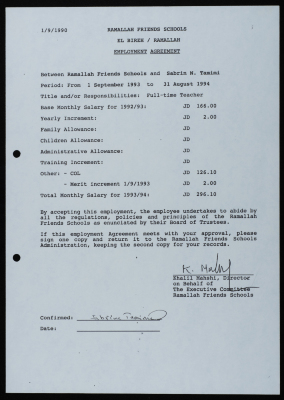 1/9/1990
RAMALLAH FRIENDS SCHOOLS
EL BIREH / RAMALLAH
EMPLOYMENT AGREEMENT
Between Ramallah Friends Schools and Sabrin N. Tamimi
Period: From 1 September 1993 to 31 August 1994
Title and/or Responsibilities: Full-time Teacher
Base Monthly Salary for 1992/93: JD 166.00
Yearly Increment: JD 2.00
Family Allowance: JD
Children Allowance: JD
Administrative Allowance: JD
Training Increment: JD
Other: - COL JD 126.10
- Merit increment 1/9/1993 JD 2.00
Total Monthly Salary for 1993/94: JD 296.10
By accepting this employment, the employee undertakes to abide by
all the regulations, policies and principles of the Ramallah
Friends Schools as enunciated by their Board of Trustees.
If this employment Agreement meets with your approval, please
sign one copy and return it to the Ramallah Friends Schools
Administration, keeping the second copy for your records.
K. Mahshi
Khalil Mahshi, Director
on Behalf of
The Executive Committee
Ramallah Friends Schools
Confirmed: Sabrin Tamimi
Date: